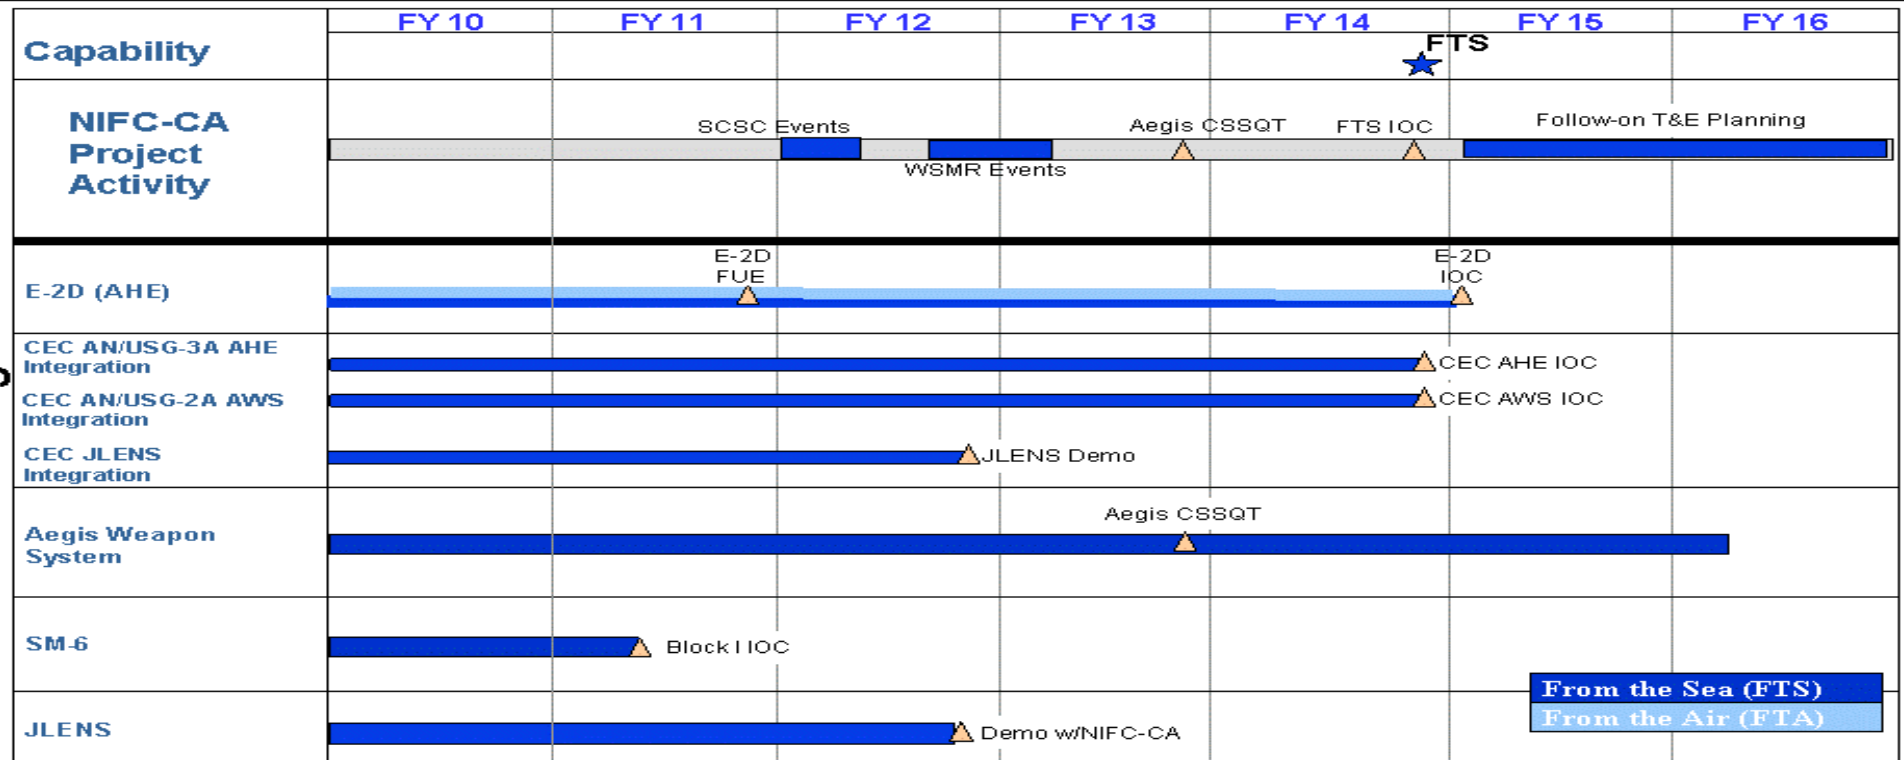 FY 10 FY 11 FY 12 FY 13 FY 14 FY 15 FY 16
Capability
FTS
NIFC-CA
Project
Activity
SCSC Events
Aegis CSSQT
FTS IOC
Follow-on T&E Planning
WSMR Events
E-2D (AHE)
E-2D
FUE
E-2D
IOC
CEC AN/USG-3A AHE
Integration
CEC AHE IOC
CEC AN/USG-2A AWS
Integration
CEC AWS IOC
CEC JLENS
Integration
JLENS Demo
Aegis Weapon
System
Aegis CSSQT
SM-6
Block I IOC
From the Sea (FTS)
From the Air (FTA)
JLENS
Demo w/NIFC-CA